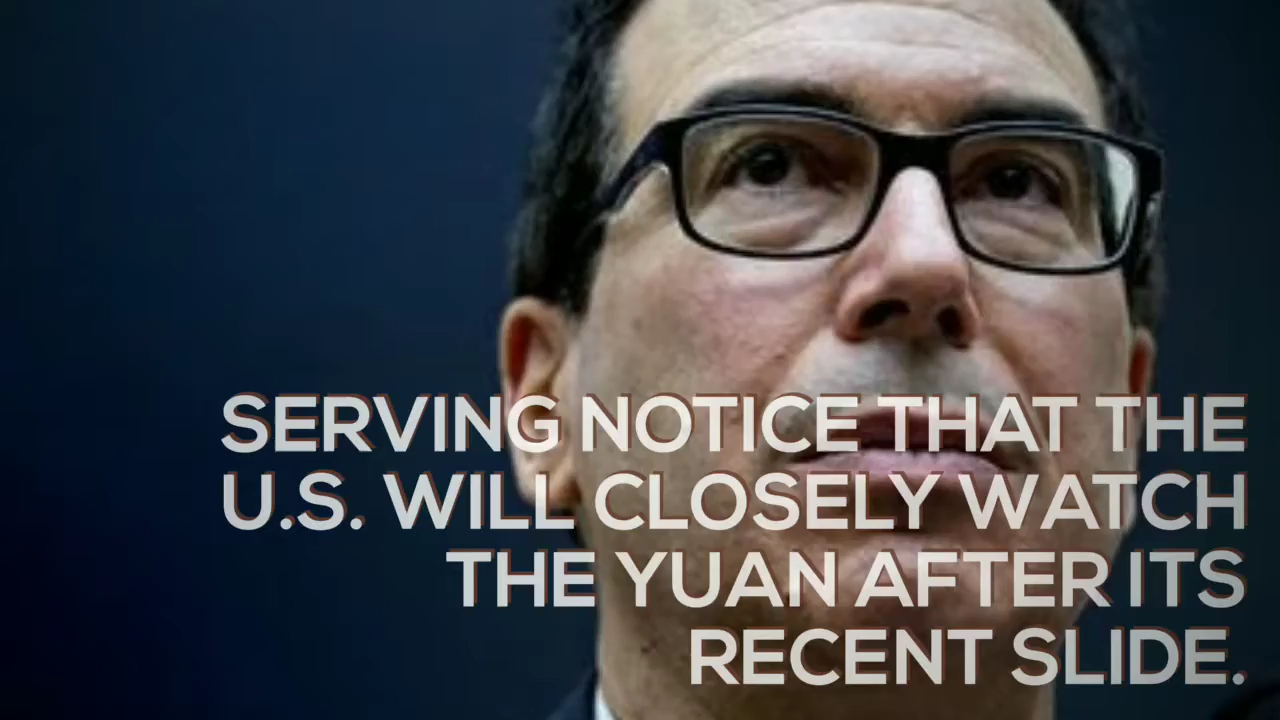 SERVING NOTICE THAT THE
U.S. WILL CLOSELY WATCH
THE YUAN AFTER ITS
RECENT SLIDE.